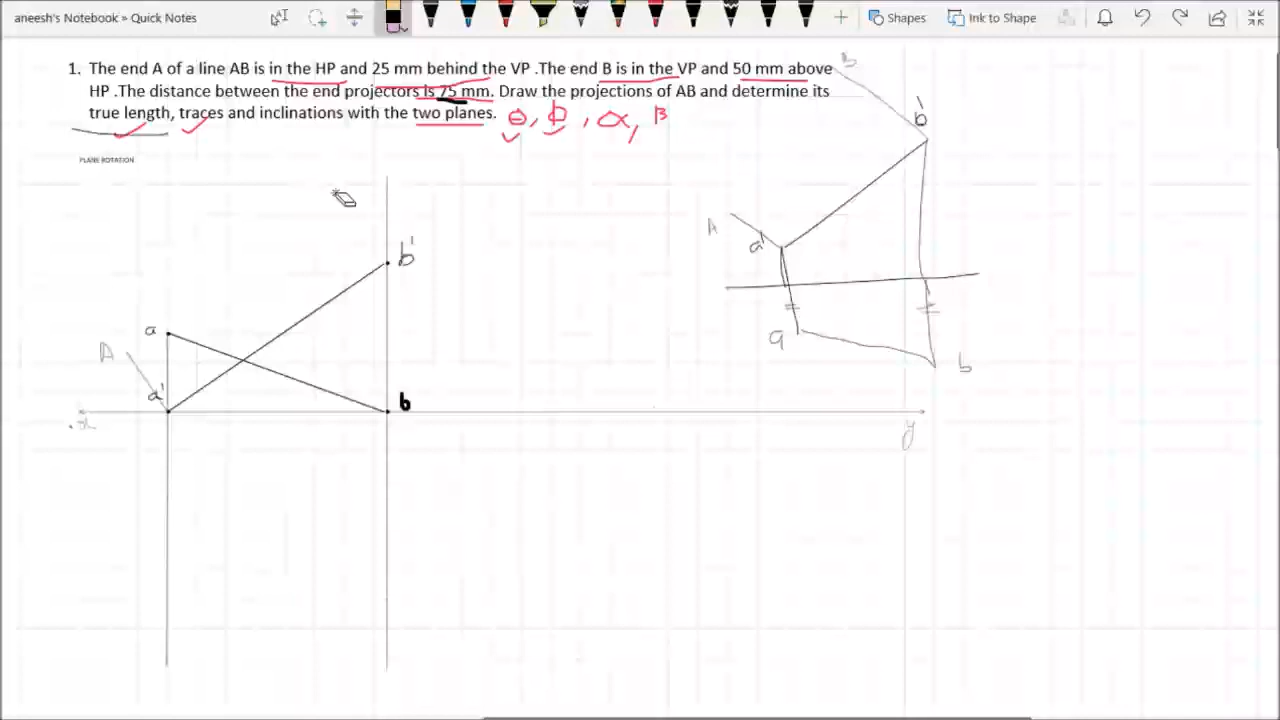 aneesh's Notebook » Quick Notes
Shapes
Ink to Shape
1. The end A of a line AB is in the HP and 25 mm behind the VP .The end B is in the VP and 50 mm above
HP .The distance between the end projectors is 75 mm. Draw the projections of AB and determine its
true length, traces and inclinations with the two planes. θ, Φ, α, B
PLANE ROTATION
B
b'
A
a'
a
b
b'
a
A
a'
b
x
y